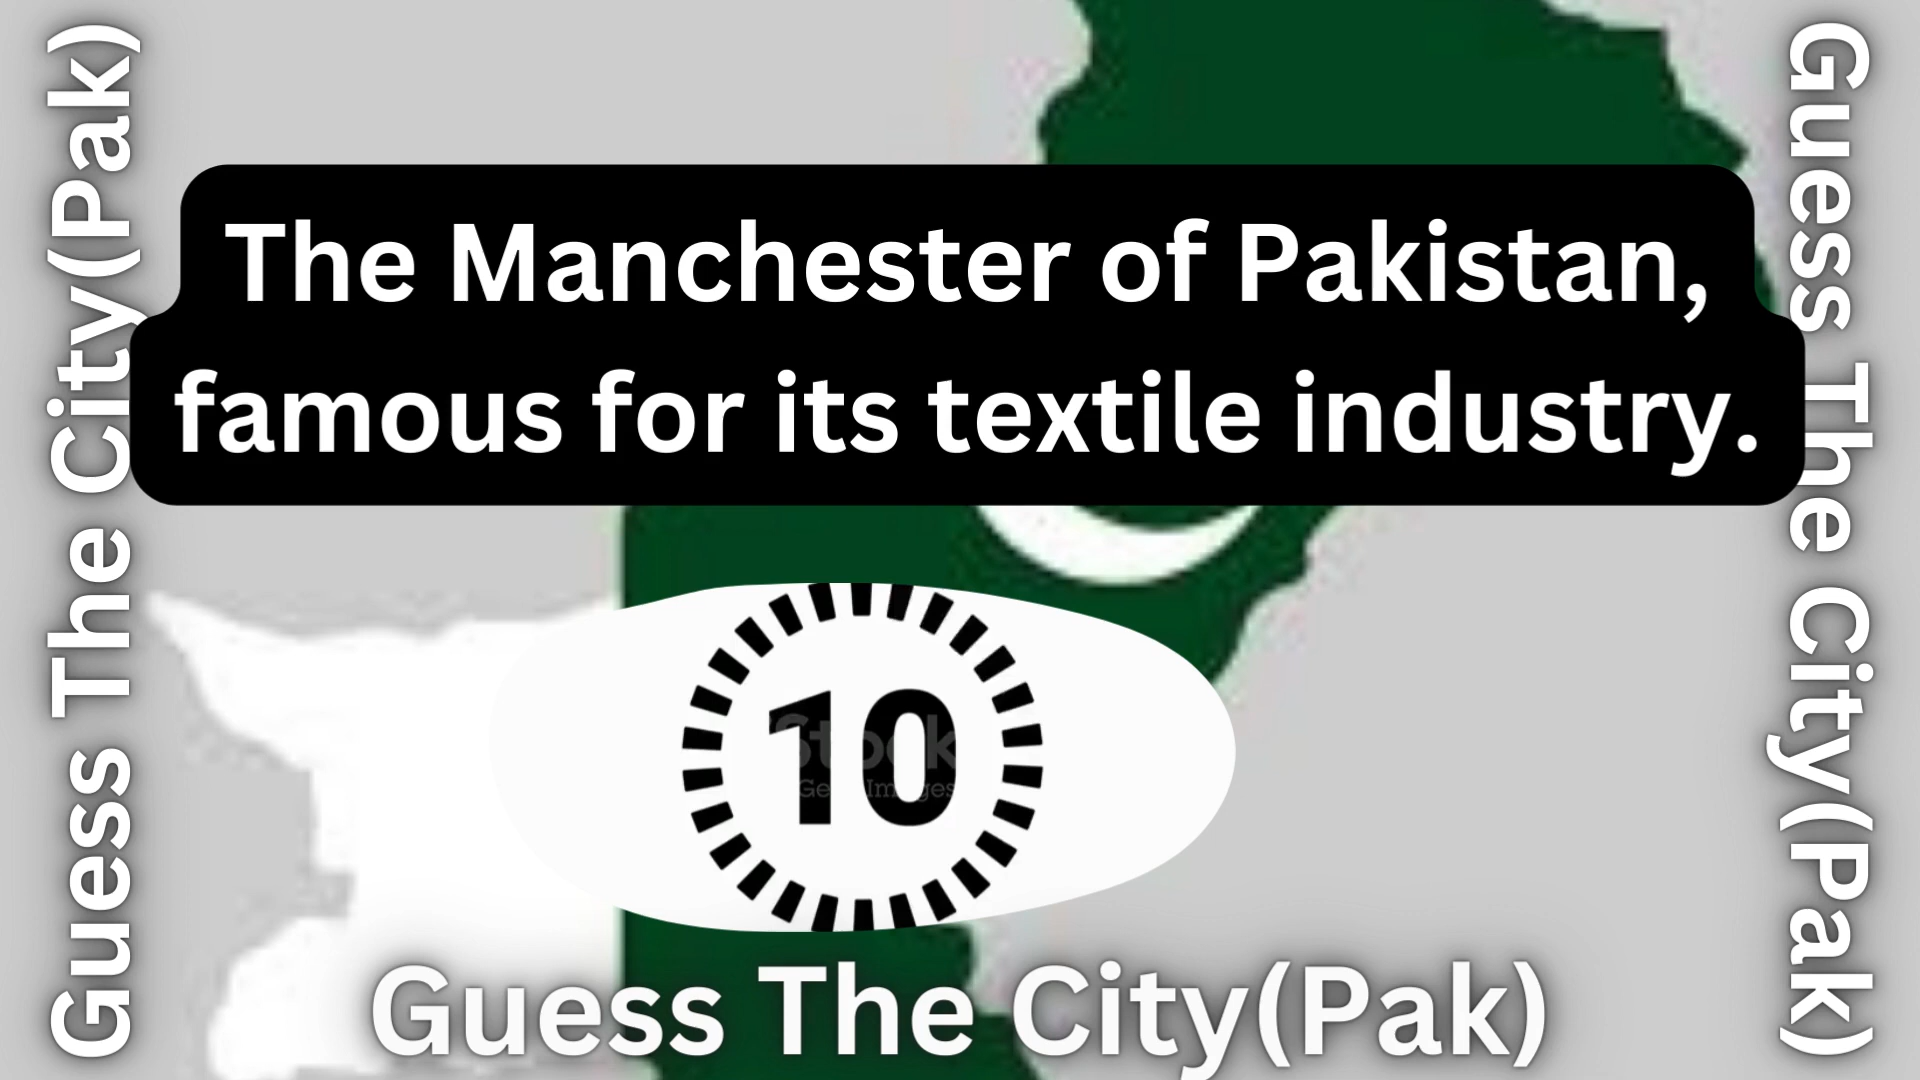 Guess The City(Pak)
The Manchester of Pakistan,
famous for its textile industry.
Guess The City(Pak)
10
Guess The City(Pak)